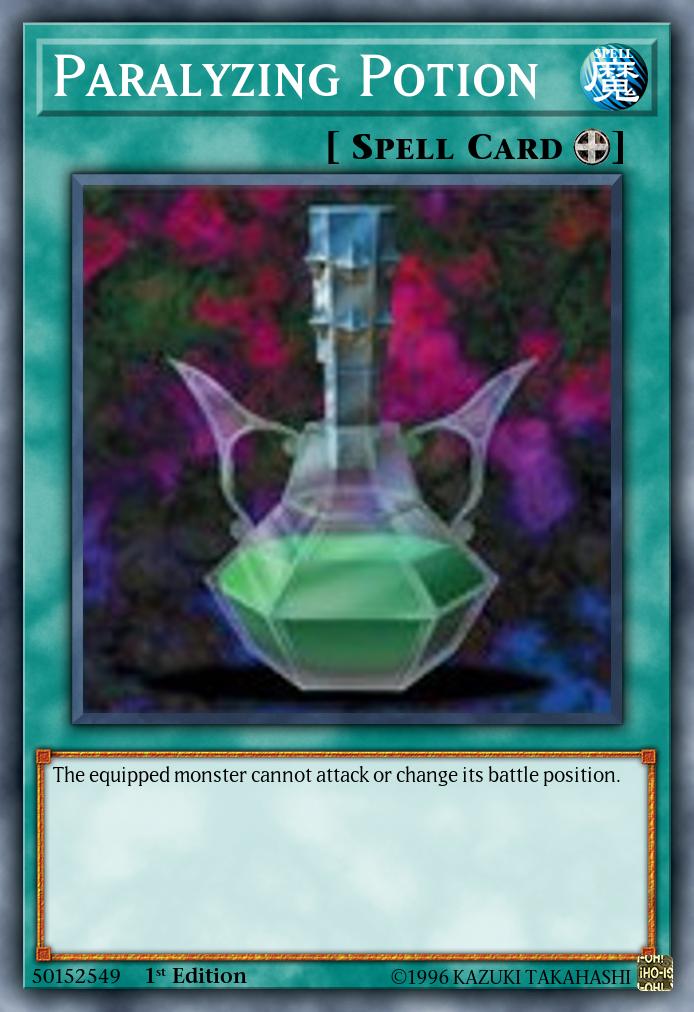 PARALYZING POTION
SPELL
魔
[ SPELL CARD ]
The equipped monster cannot attack or change its battle position.
50152549 1st Edition ©1996 KAZUKI TAKAHASHI